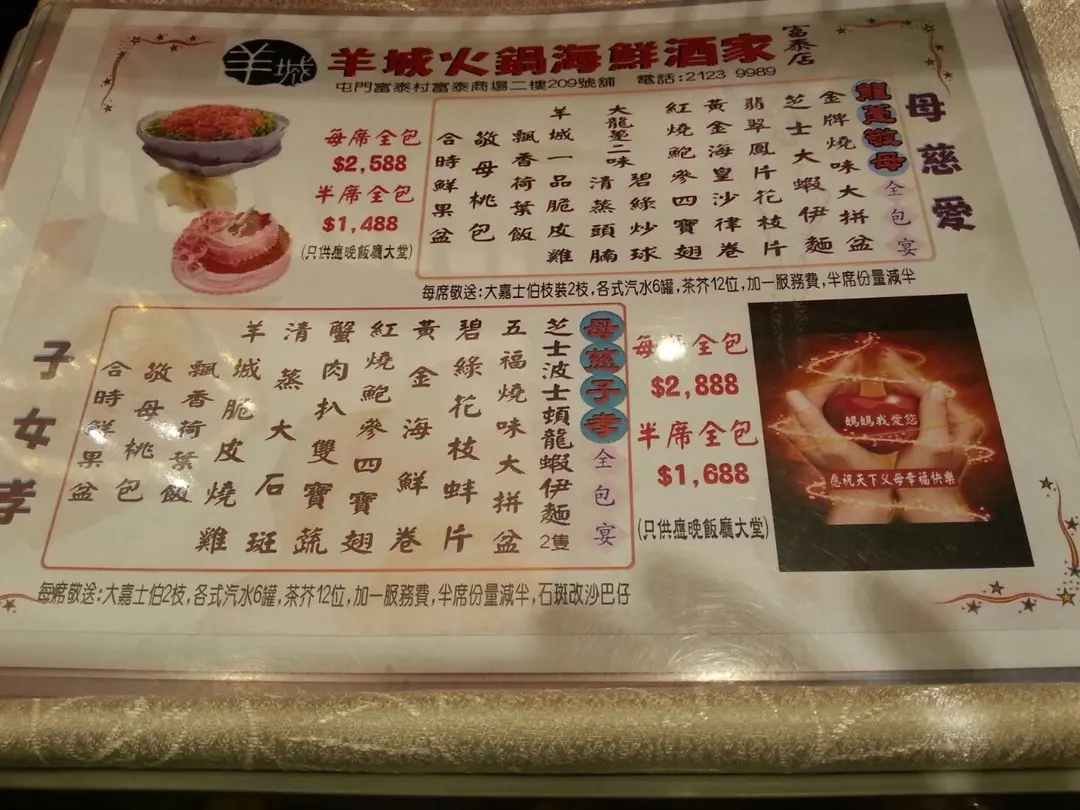 羊城
羊城火鍋海鮮酒家
富泰店
屯門富泰村富泰商場二樓209號舖 電話:2123 9989
母慈愛
龍躉敬母
全包宴
金牌燒味大拼盆
芝士大蝦伊麵
翡翠鳳片花枝片
黃金海皇沙律卷
紅燒鮑參四寶翅
大龍躉二味
碧綠炒球
清蒸頭腩
羊城一品脆皮雞
飄香荷葉飯
敬母桃包
合時鮮果盆
每席全包
$2,588
半席全包
$1,488
(只供應晚飯廳大堂)
每席敬送:大嘉士伯枝裝2枝,各式汽水6罐,茶芥12位,加一服務費,半席份量減半
子女孝
母慈子孝
全包宴
芝士波士頓龍蝦伊麵2隻
五福燒味大拼盆
碧綠花枝蚌片
黃金海鮮卷
紅燒鮑參四寶翅
蟹肉扒雙寶蔬
清蒸大石斑
羊城脆皮燒雞
飄香荷葉飯
敬母桃包
合時鮮果盆
每席全包
$2,888
半席全包
$1,688
(只供應晚飯廳大堂)
媽媽我愛您
願祝天下父母幸福快樂
每席敬送:大嘉士伯2枝,各式汽水6罐,茶芥12位,加一服務費,半席份量減半,石斑改沙巴仔